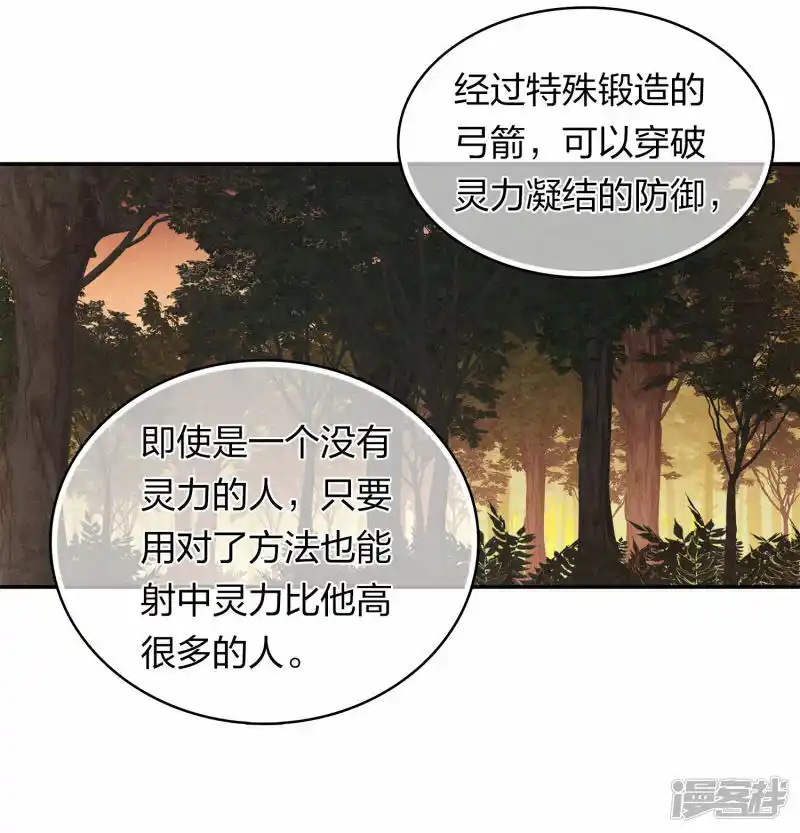 经过特殊锻造的
弓箭，可以穿破
灵力凝结的防御，
即使是一个没有
灵力的人，只要
用对了方法也能
射中灵力比他高
很多的人。
漫客栈